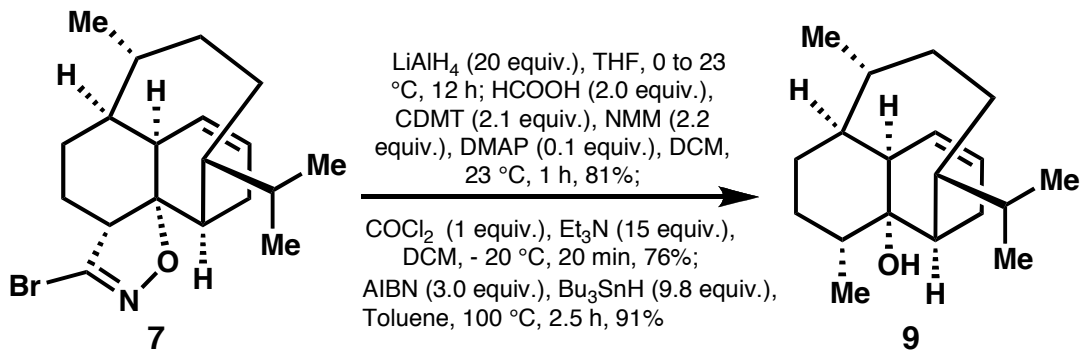 Me
H
H
Me
Me
H
O
N
Br
7
LiAlH4 (20 equiv.), THF, 0 to 23
°C, 12 h; HCOOH (2.0 equiv.),
CDMT (2.1 equiv.), NMM (2.2
equiv.), DMAP (0.1 equiv.), DCM,
23 °C, 1 h, 81%;
COCl2 (1 equiv.), Et3N (15 equiv.),
DCM, - 20 °C, 20 min, 76%;
AIBN (3.0 equiv.), Bu3SnH (9.8 equiv.),
Toluene, 100 °C, 2.5 h, 91%
Me
H
H
Me
Me
OH
H
Me
9